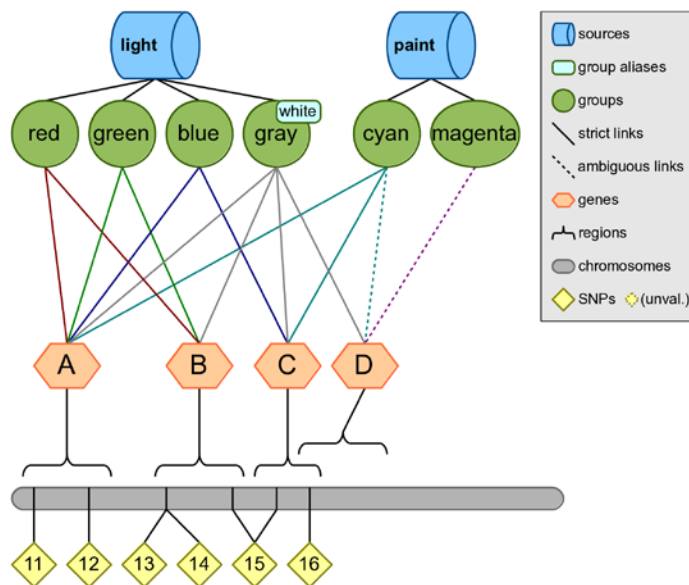 light
paint
sources
group aliases
groups
strict links
ambiguous links
genes
regions
chromosomes
SNPs (unval.)
white
red green blue gray cyan magenta
A B C D
11 12 13 14 15 16